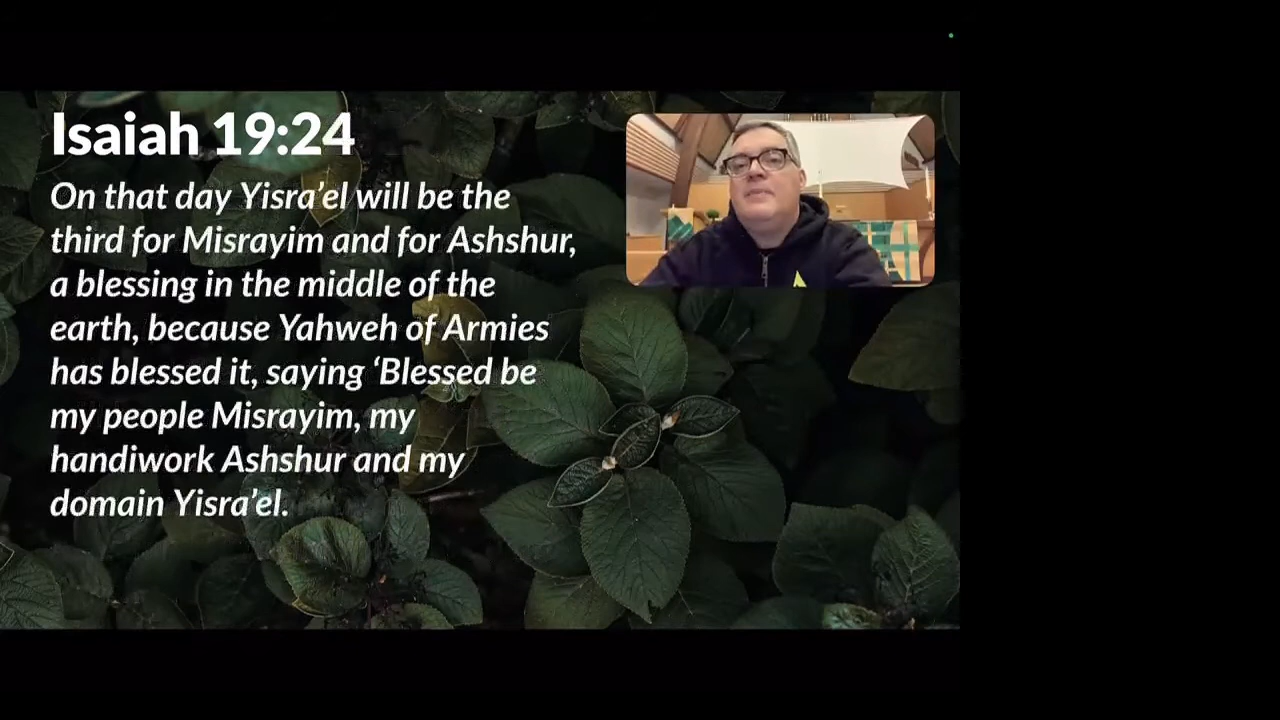 Isaiah 19:24
On that day Yisra’el will be the
third for Misrayim and for Ashshur,
a blessing in the middle of the
earth, because Yahweh of Armies
has blessed it, saying ‘Blessed be
my people Misrayim, my
handiwork Ashshur and my
domain Yisra’el.